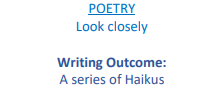 POETRY
Look closely
Writing Outcome:
A series of Haikus